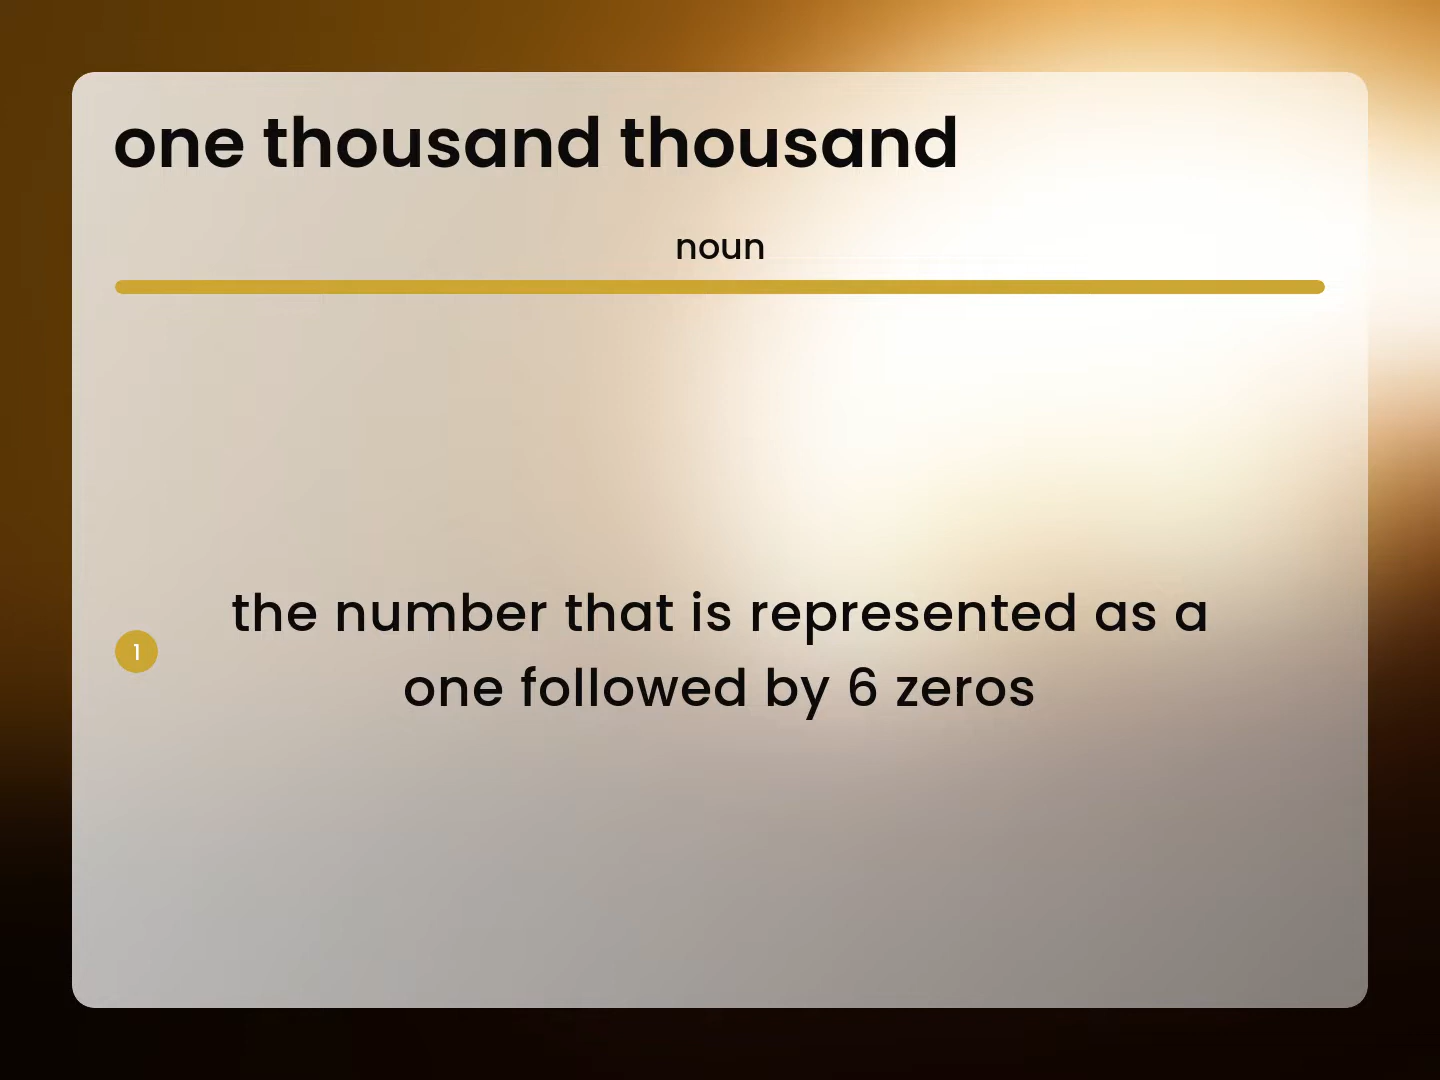 one thousand thousand
noun
1
the number that is represented as a
one followed by 6 zeros